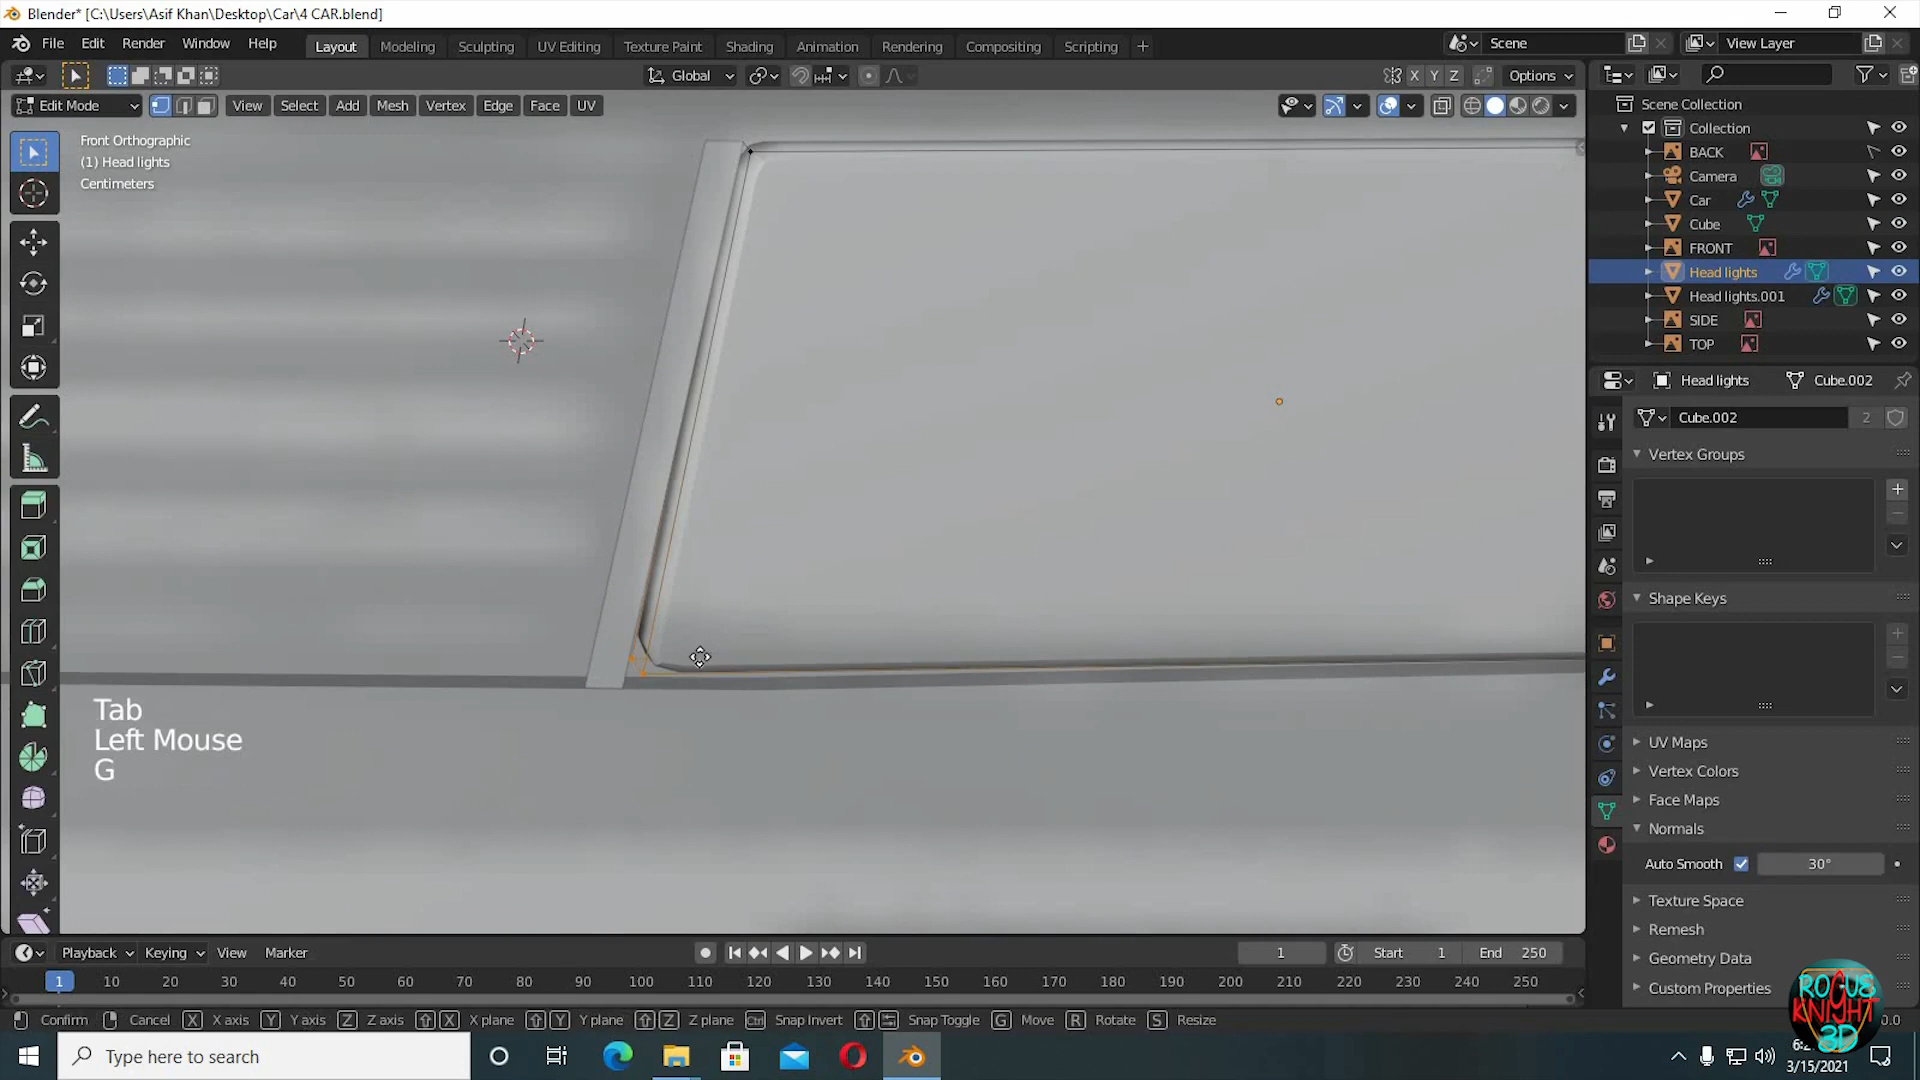 Blender* [C:\Users\Asif Khan\Desktop\Car\4 CAR.blend]
File Edit Render Window Help
Layout Modeling Sculpting UV Editing Texture Paint Shading Animation Rendering Compositing Scripting
Scene View Layer
Global X Y Z Options
Edit Mode View Select Add Mesh Vertex Edge Face UV
Front Orthographic
(1) Head lights
Centimeters
Scene Collection
Collection
BACK
Camera
Car
Cube
FRONT
Head lights
Head lights.001
SIDE
TOP
Head lights Cube.002
Cube.002 2
Vertex Groups
Shape Keys
UV Maps
Vertex Colors
Face Maps
Normals
Auto Smooth 30°
Texture Space
Remesh
Geometry Data
Custom Properties
Tab
Left Mouse
G
Playback Keying View Marker 1 Start 1 End 250
1 10 20 30 40 50 60 70 80 90 100 110 120 130 140 150 160 170 180 190 200 210 220 230 240 250
Confirm Cancel X X axis Y Y axis Z Z axis X X plane Y Y plane Z Z plane Ctrl Snap Invert Snap Toggle G Move R Rotate S Resize
ROGUE
KNIGHT
3D
Type here to search
3/15/2021